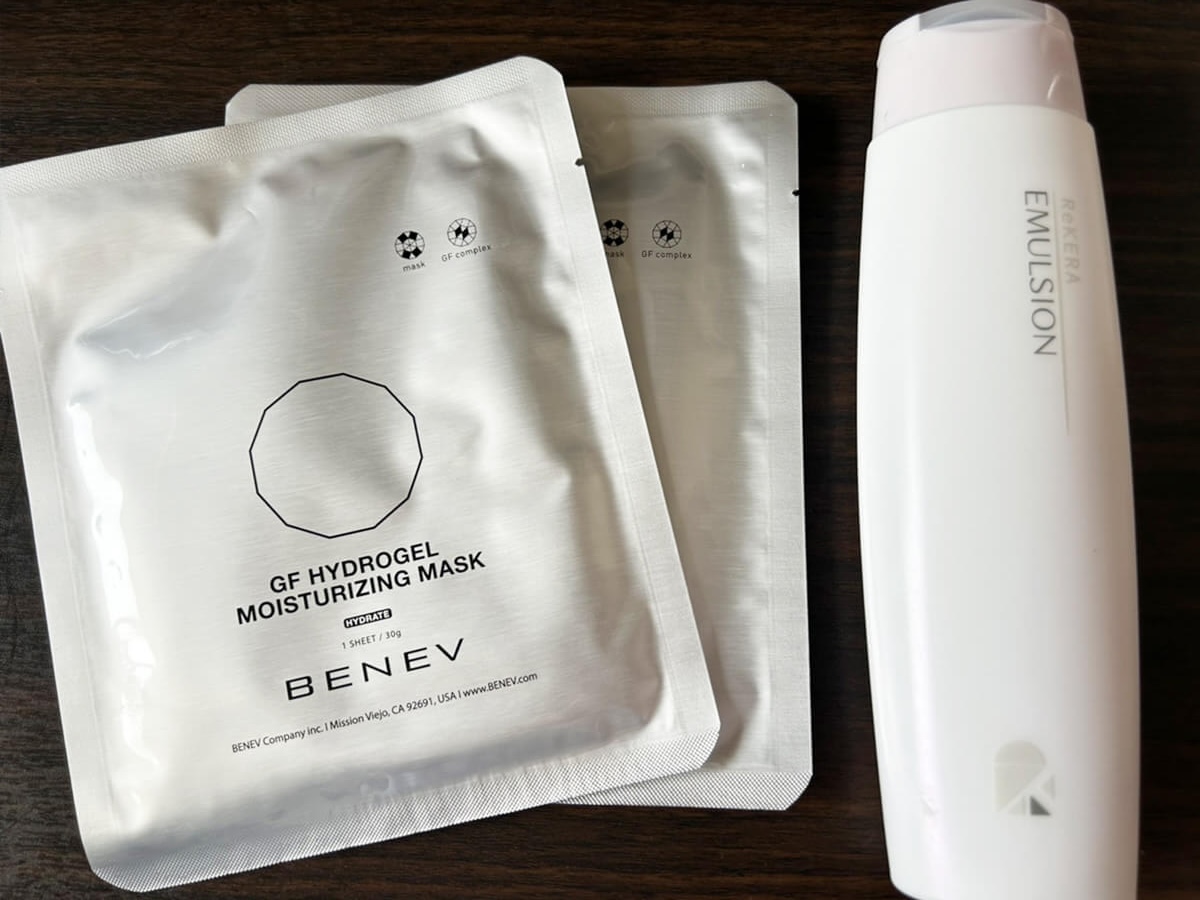 mask
GF complex
GF HYDROGEL
MOISTURIZING MASK
HYDRATE
1 SHEET / 30g
BENEV
BENEV Company inc. I Mission Viejo, CA 92691, USA I www.BENEV.com
mask
GF complex
ReKERA
EMULSION